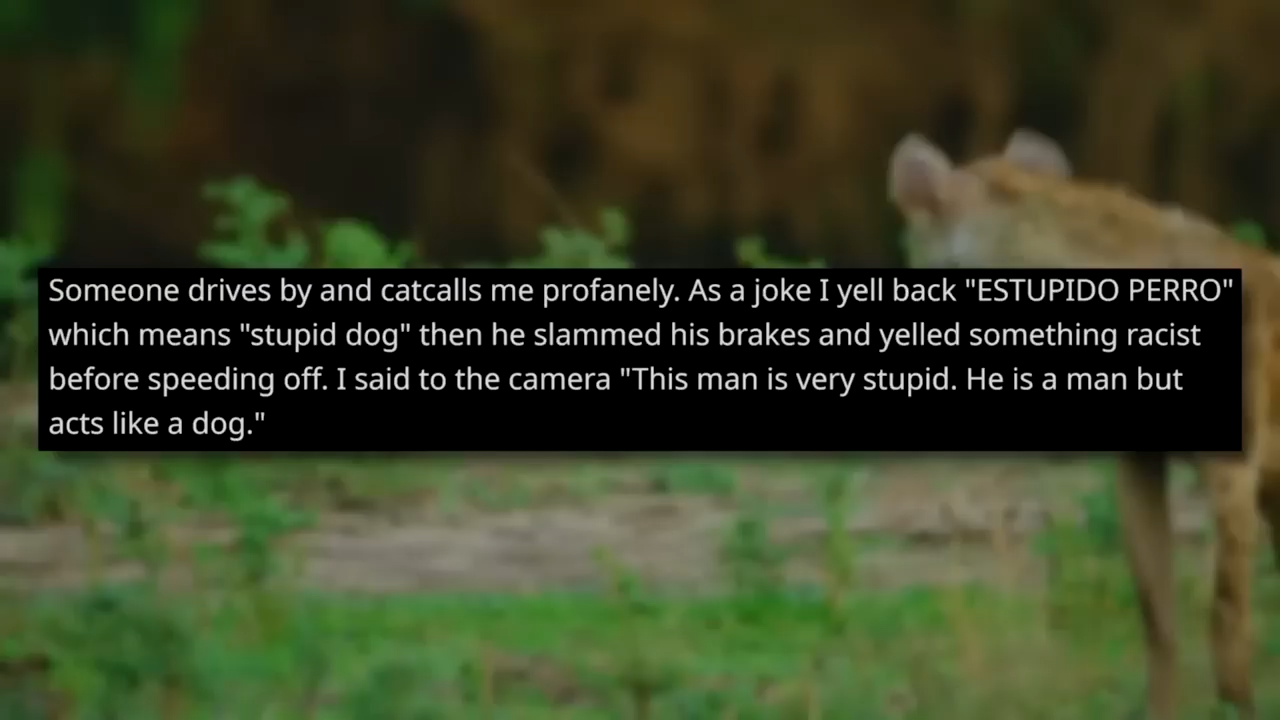 Someone drives by and catcalls me profanely. As a joke I yell back "ESTUPIDO PERRO"
which means "stupid dog" then he slammed his brakes and yelled something racist
before speeding off. I said to the camera "This man is very stupid. He is a man but
acts like a dog."